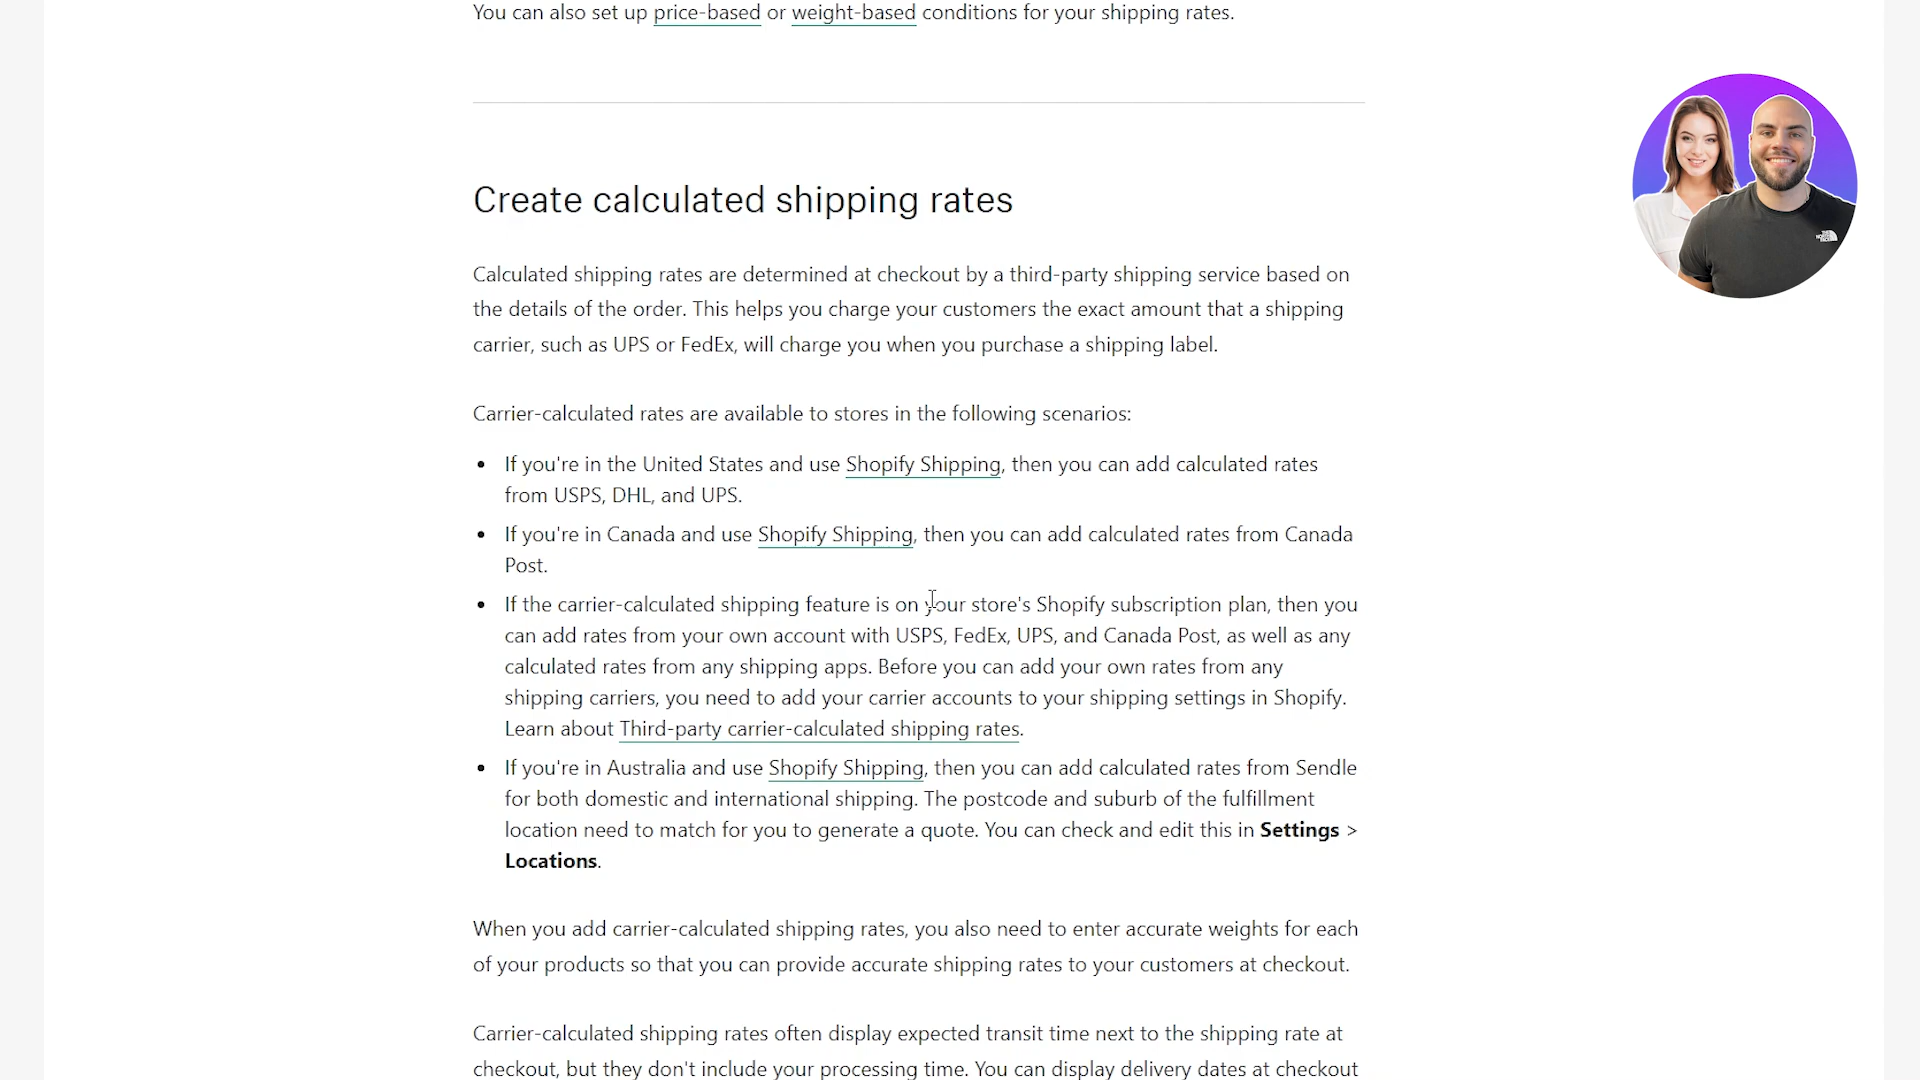 You can also set up price-based or weight-based conditions for your shipping rates.
Create calculated shipping rates
Calculated shipping rates are determined at checkout by a third-party shipping service based on
the details of the order. This helps you charge your customers the exact amount that a shipping
carrier, such as UPS or FedEx, will charge you when you purchase a shipping label.
Carrier-calculated rates are available to stores in the following scenarios:
If you're in the United States and use Shopify Shipping, then you can add calculated rates
from USPS, DHL, and UPS.
If you're in Canada and use Shopify Shipping, then you can add calculated rates from Canada
Post.
If the carrier-calculated shipping feature is on your store's Shopify subscription plan, then you
can add rates from your own account with USPS, FedEx, UPS, and Canada Post, as well as any
calculated rates from any shipping apps. Before you can add your own rates from any
shipping carriers, you need to add your carrier accounts to your shipping settings in Shopify.
Learn about Third-party carrier-calculated shipping rates.
If you're in Australia and use Shopify Shipping, then you can add calculated rates from Sendle
for both domestic and international shipping. The postcode and suburb of the fulfillment
location need to match for you to generate a quote. You can check and edit this in Settings >
Locations.
When you add carrier-calculated shipping rates, you also need to enter accurate weights for each
of your products so that you can provide accurate shipping rates to your customers at checkout.
Carrier-calculated shipping rates often display expected transit time next to the shipping rate at
checkout, but they don't include your processing time. You can display delivery dates at checkout